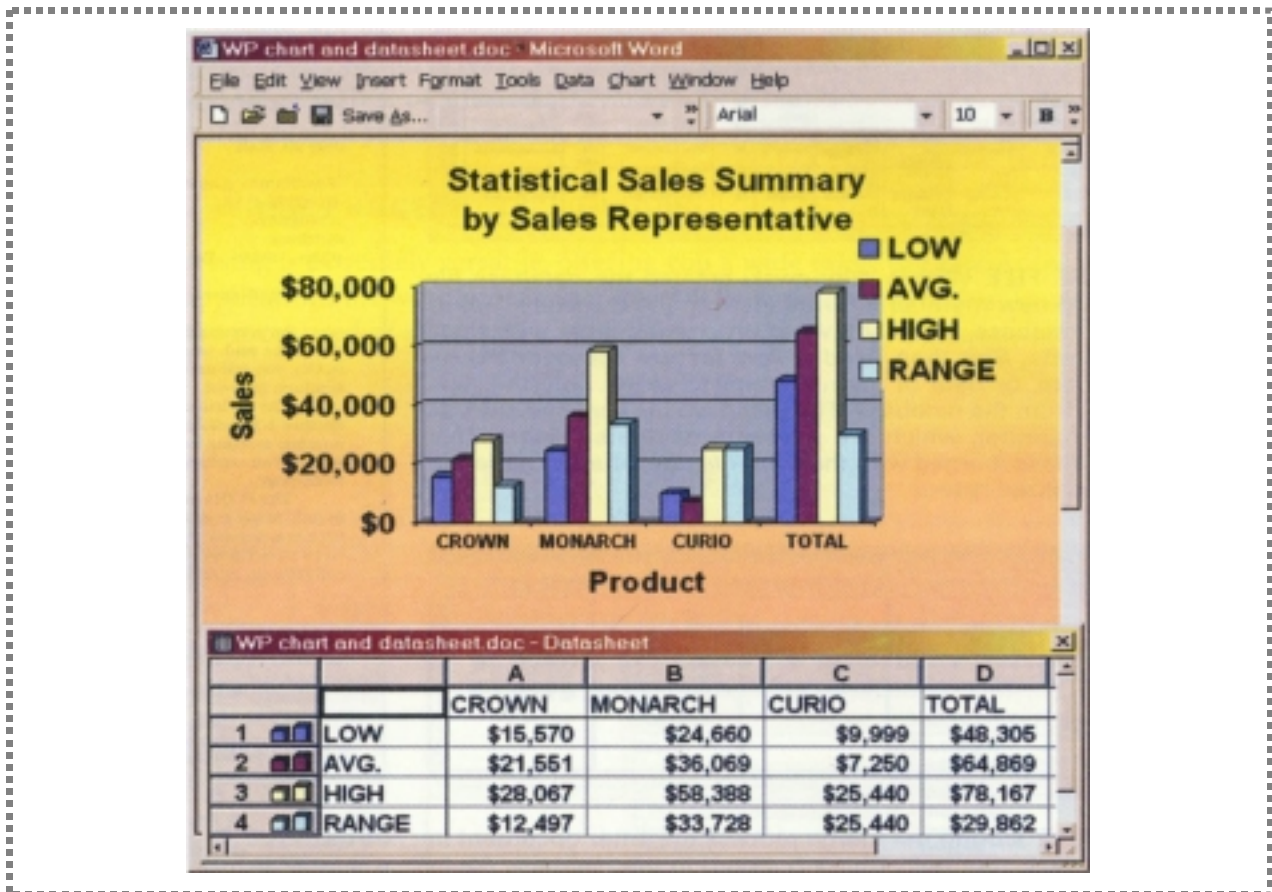 WP chart and datasheet.doc - Microsoft Word
File Edit View Insert Format Tools Data Chart Window Help
Save As... Arial 10 B
Statistical Sales Summary
by Sales Representative
LOW
AVG.
HIGH
RANGE
$80,000
$60,000
$40,000
$20,000
$0
Sales
CROWN MONARCH CURIO TOTAL
Product
WP chart and datasheet.doc - Datasheet
A B C D
CROWN MONARCH CURIO TOTAL
1 LOW $15,570 $24,660 $9,999 $48,305
2 AVG. $21,551 $36,069 $7,250 $64,869
3 HIGH $28,067 $58,388 $25,440 $78,167
4 RANGE $12,497 $33,728 $25,440 $29,862